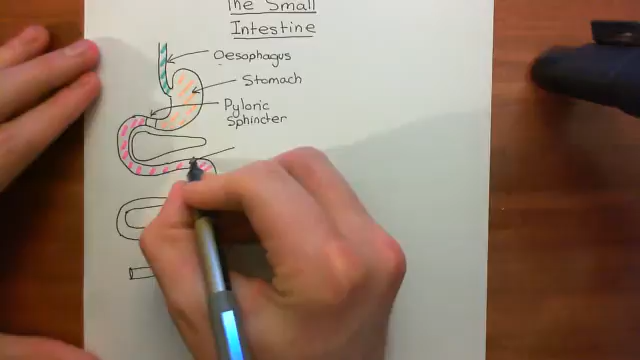 The Small
Intestine
Oesophagus
Stomach
Pyloric
Sphincter